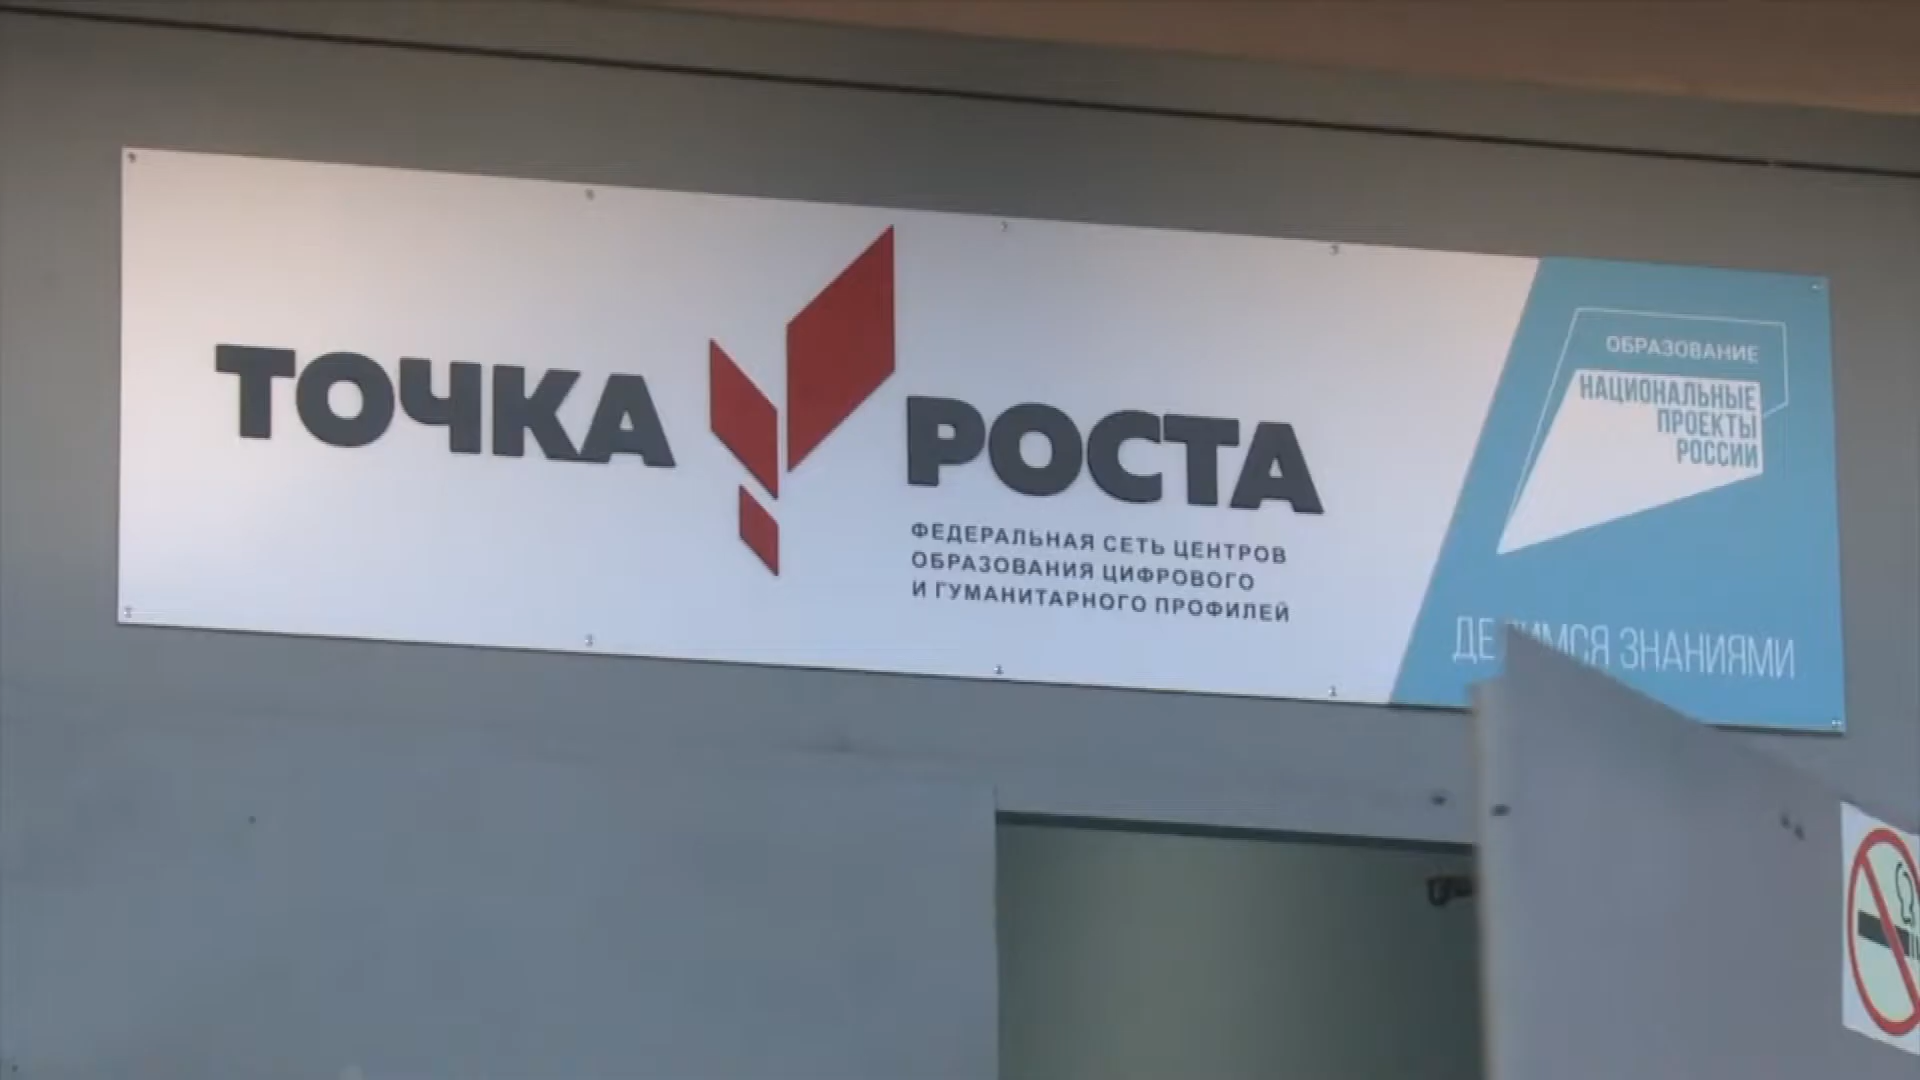 ТОЧКА РОСТА
ФЕДЕРАЛЬНАЯ СЕТЬ ЦЕНТРОВ
ОБРАЗОВАНИЯ ЦИФРОВОГО
И ГУМАНИТАРНОГО ПРОФИЛЕЙ
ОБРАЗОВАНИЕ
НАЦИОНАЛЬНЫЕ
ПРОЕКТЫ
РОССИИ
ЗНАНИЯМИ